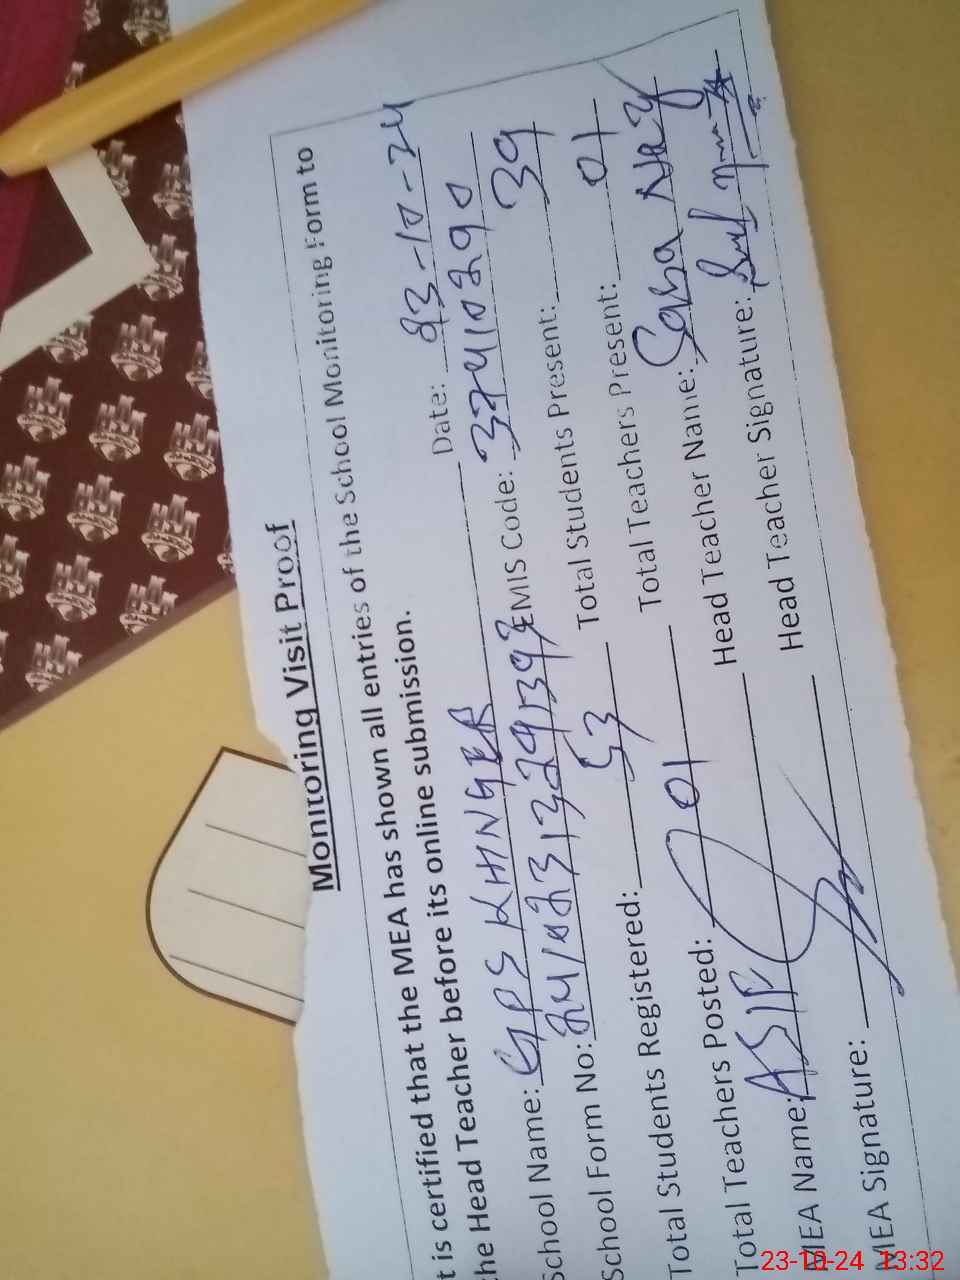 Monitoring Visit Proof
t is certified that the MEA has shown all entries of the School Monitoring Form to
the Head Teacher before its online submission.
School Name: GPS KHINGER Date: 23-10-24
School Form No: EMIS Code: 37410290
Total Students Registered: 53 Total Students Present: 39
Total Teachers Posted: 01 Total Teachers Present: 01
MEA Name: ASIF Head Teacher Name: Saba Naz
MEA Signature: Head Teacher Signature:
23-10-24 13:32